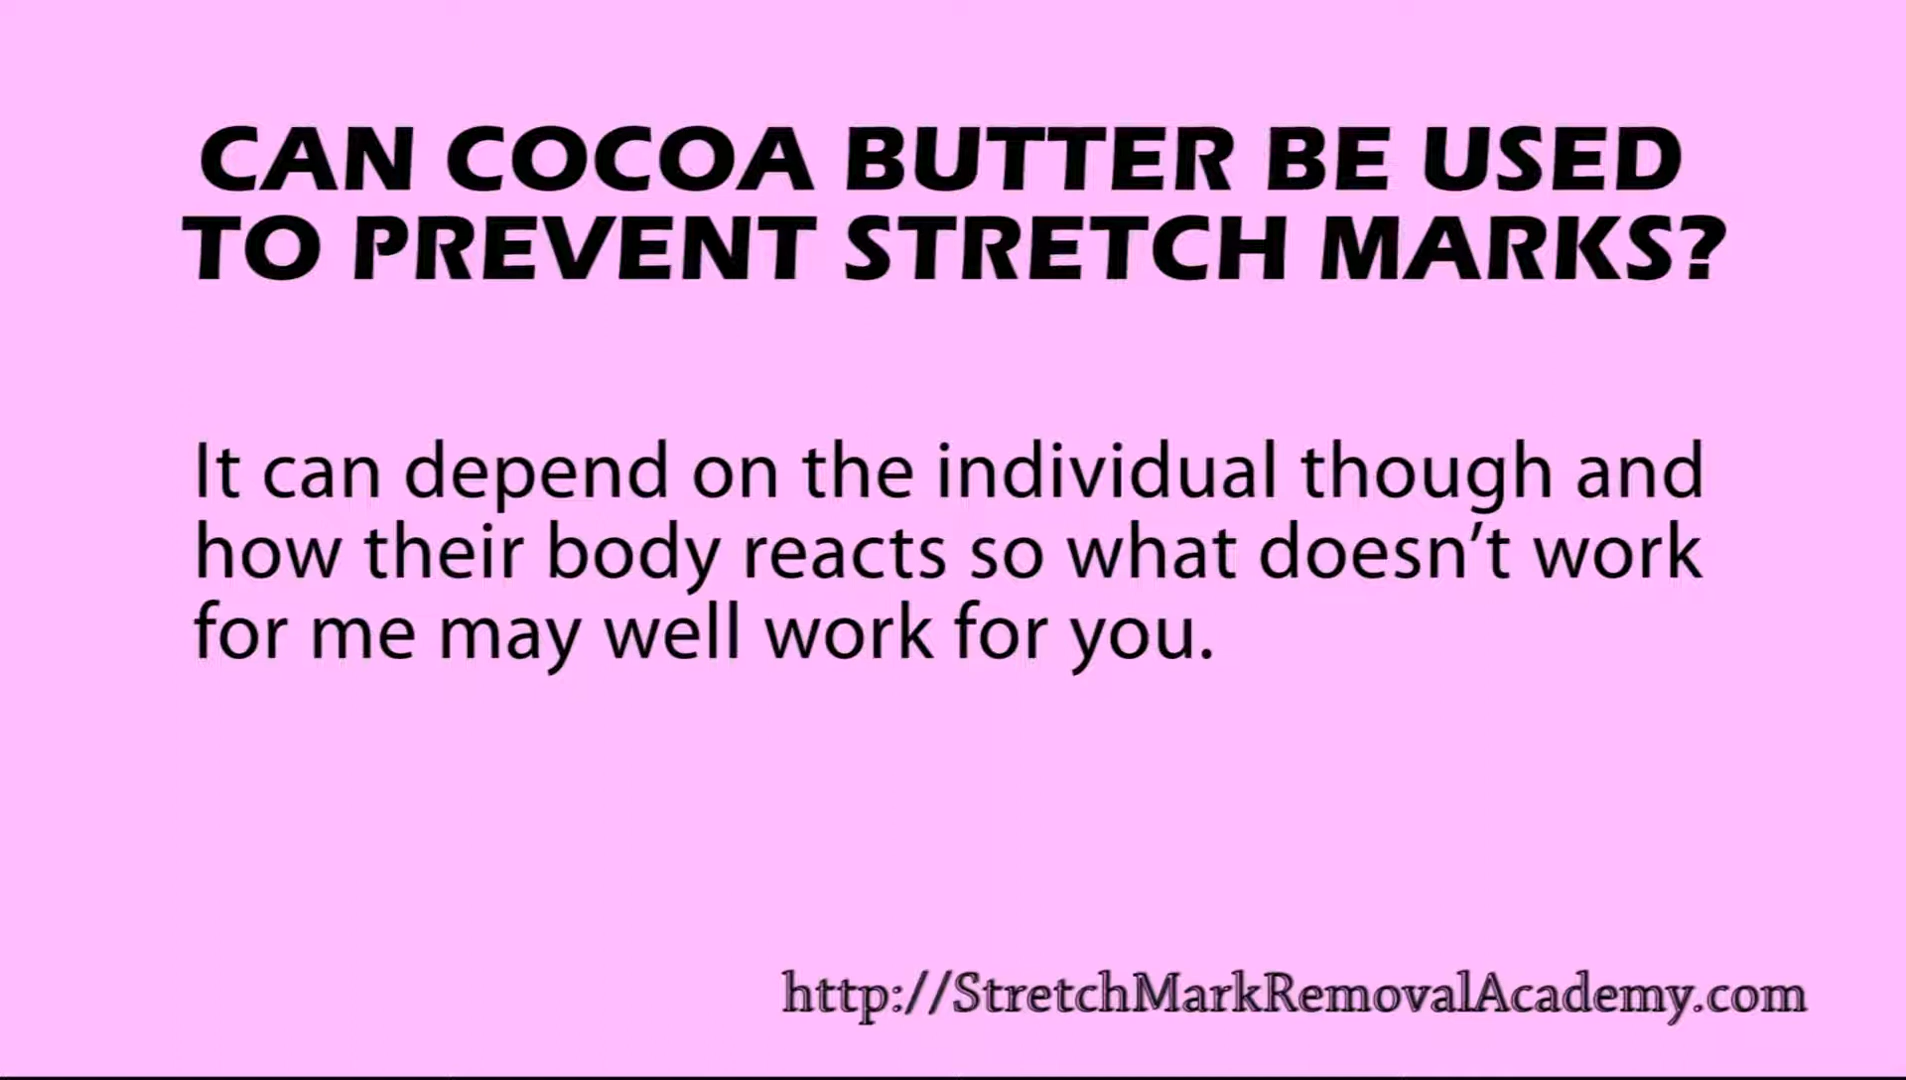 CAN COCOA BUTTER BE USED
TO PREVENT STRETCH MARKS?
It can depend on the individual though and
how their body reacts so what doesn’t work
for me may well work for you.
http://StretchMarkRemovalAcademy.com